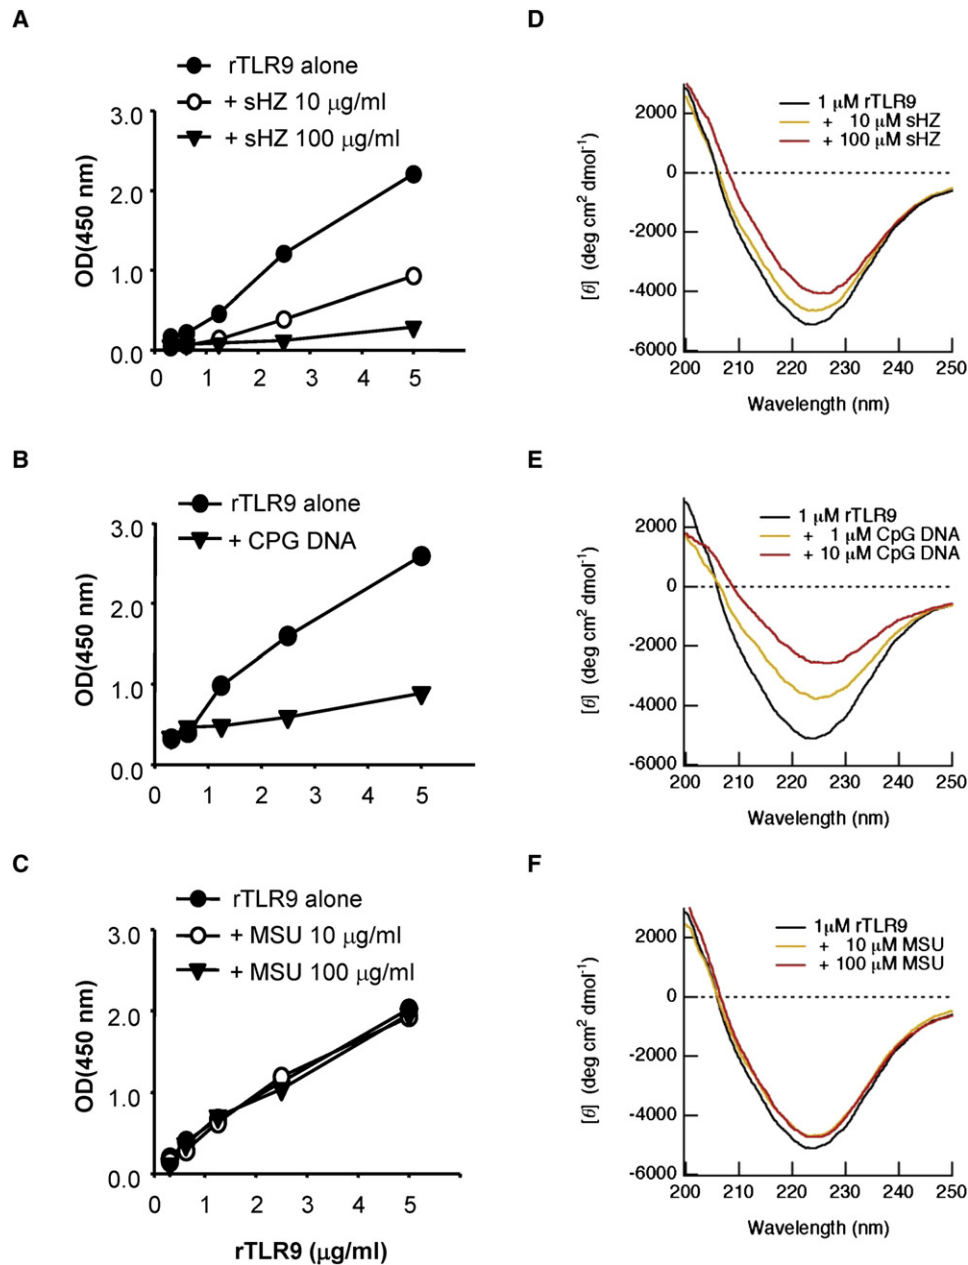 A
rTLR9 alone
+ sHZ 10 μg/ml
+ sHZ 100 μg/ml
3.0
2.0
1.0
0.0
OD(450 nm)
0 1 2 3 4 5
B
rTLR9 alone
+ CPG DNA
3.0
2.0
1.0
0.0
OD(450 nm)
0 1 2 3 4 5
C
rTLR9 alone
+ MSU 10 μg/ml
+ MSU 100 μg/ml
3.0
2.0
1.0
0.0
OD(450 nm)
0 1 2 3 4 5
rTLR9 (μg/ml)
D
1 μM rTLR9
+ 10 μM sHZ
+ 100 μM sHZ
2000
0
-2000
-4000
-6000
[θ] (deg cm² dmol⁻¹)
200 210 220 230 240 250
Wavelength (nm)
E
1 μM rTLR9
+ 1 μM CpG DNA
+ 10 μM CpG DNA
2000
0
-2000
-4000
-6000
[θ] (deg cm² dmol⁻¹)
200 210 220 230 240 250
Wavelength (nm)
F
1μM rTLR9
+ 10 μM MSU
+ 100 μM MSU
2000
0
-2000
-4000
-6000
[θ] (deg cm² dmol⁻¹)
200 210 220 230 240 250
Wavelength (nm)